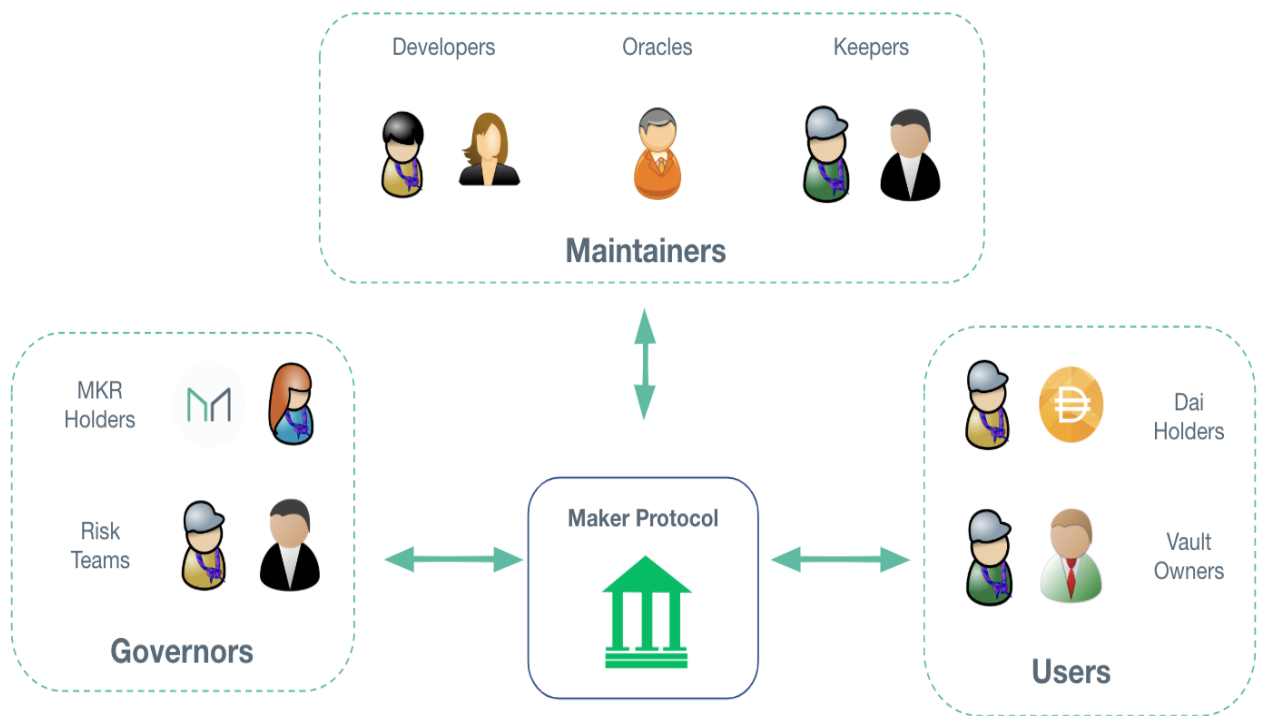 Developers
Oracles
Keepers
Maintainers
MKR
Holders
Risk
Teams
Governors
Maker Protocol
Dai
Holders
Vault
Owners
Users